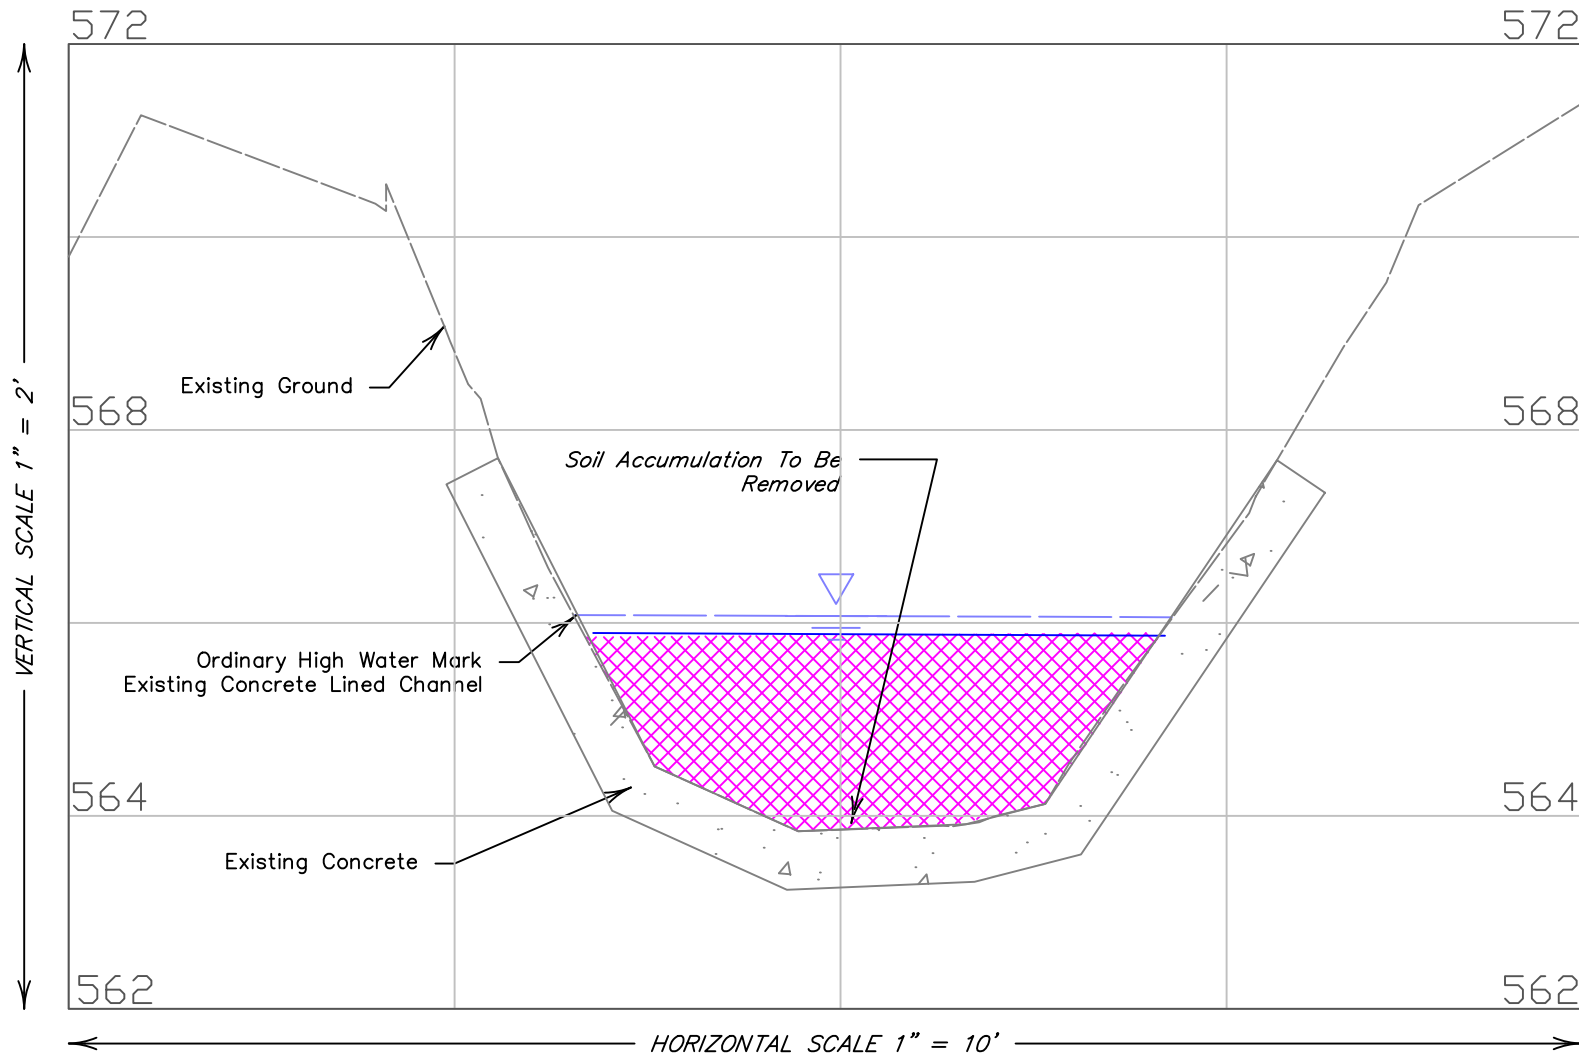 572
572
Existing Ground
568
568
Soil Accumulation To Be
Removed
VERTICAL SCALE 1" = 2'
Ordinary High Water Mark
Existing Concrete Lined Channel
564
564
Existing Concrete
562
562
HORIZONTAL SCALE 1" = 10'